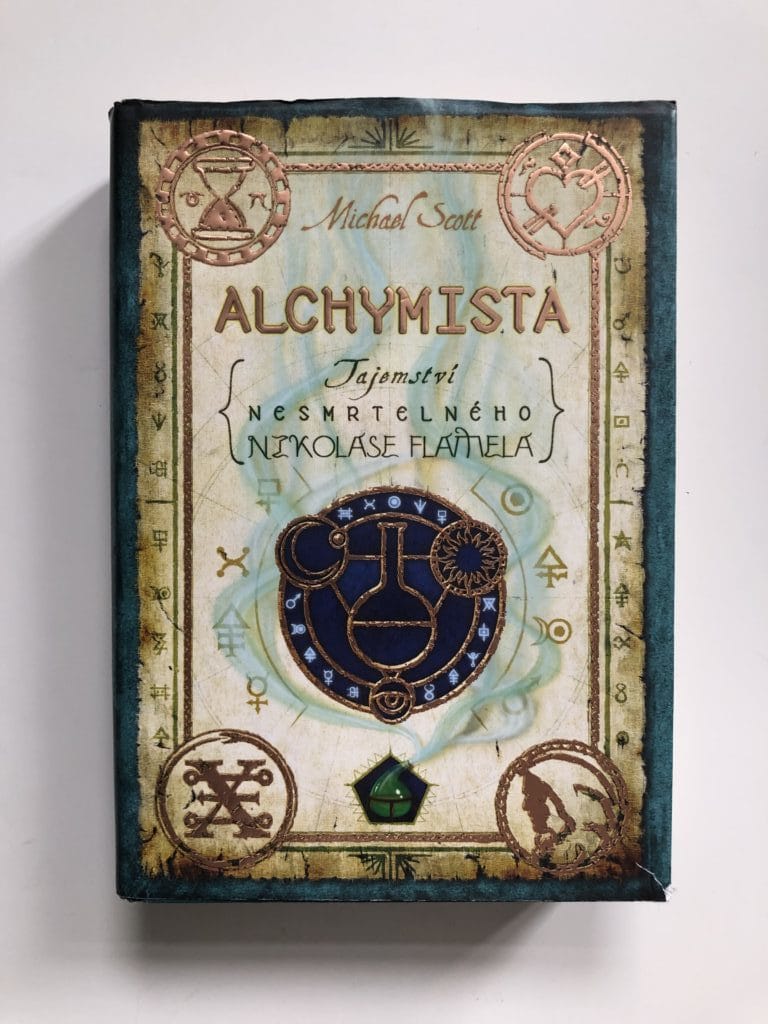 Michael Scott
ALCHYMISTA
Tajemství
NESMRTELNÉHO
NIKOLASE FLAMELA